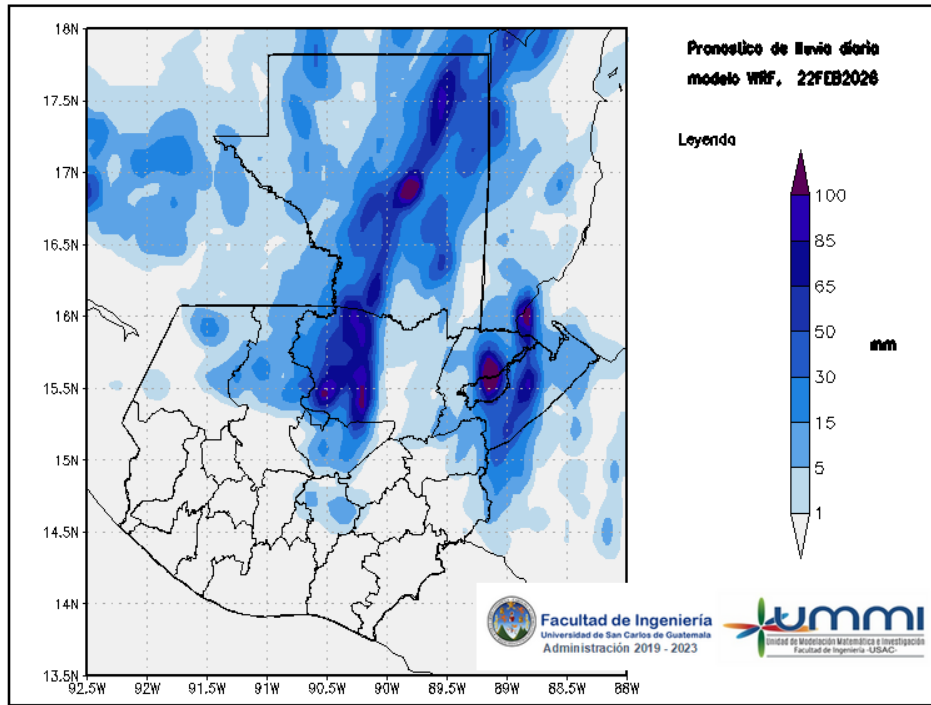 Pronostico de lluvia diaria
modelo WRF, 22FEB2026
Leyenda
100
85
65
50
30
15
5
1
mm
18N
17.5N
17N
16.5N
16N
15.5N
15N
14.5N
14N
13.5N
92.5W
92W
91.5W
91W
90.5W
90W
89.5W
89W
88.5W
88W
Facultad de Ingeniería
Universidad de San Carlos de Guatemala
Administración 2019 - 2023
ummi
Unidad de Modelación Matemática e Investigación
Facultad de Ingeniería -USAC-